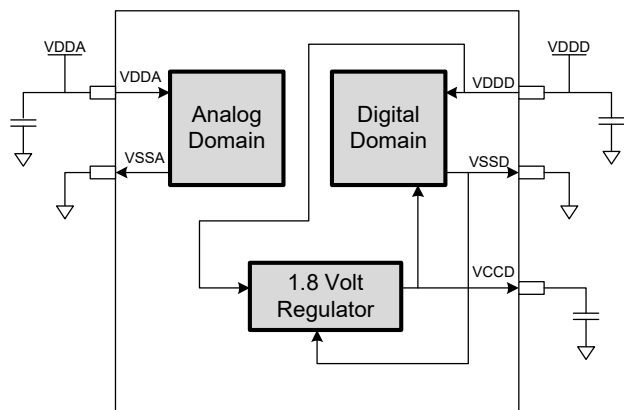 VDDA
VDDD
VDDA
Analog
Domain
Digital
Domain
VDDD
VSSA
VSSD
1.8 Volt
Regulator
VCCD